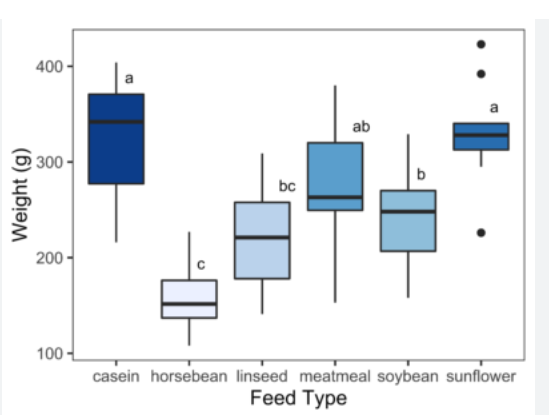 400
300
200
100
Weight (g)
a
c
bc
ab
b
a
casein horsebean linseed meatmeal soybean sunflower
Feed Type